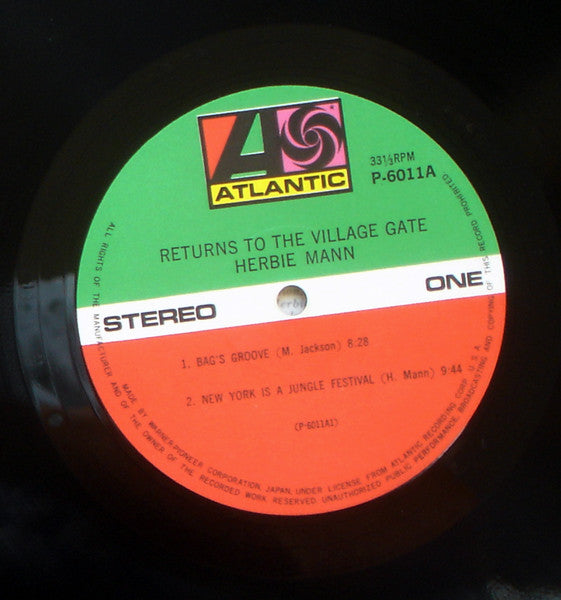 ATLANTIC
33⅓RPM
P-6011A
RETURNS TO THE VILLAGE GATE
HERBIE MANN
STEREO
ONE
1. BAG'S GROOVE (M. Jackson) 8:28
2. NEW YORK IS A JUNGLE FESTIVAL (H. Mann) 9:44
(P-6011A1)
MADE BY WARNER-PIONEER CORPORATION, JAPAN, UNDER LICENSE FROM ATLANTIC RECORDING CORP. U.S.A.
ALL RIGHTS OF THE MANUFACTURER AND OF THE OWNER OF THE RECORDED WORK RESERVED. UNAUTHORIZED PUBLIC PERFORMANCE, BROADCASTING AND COPYING OF THIS RECORD PROHIBITED.